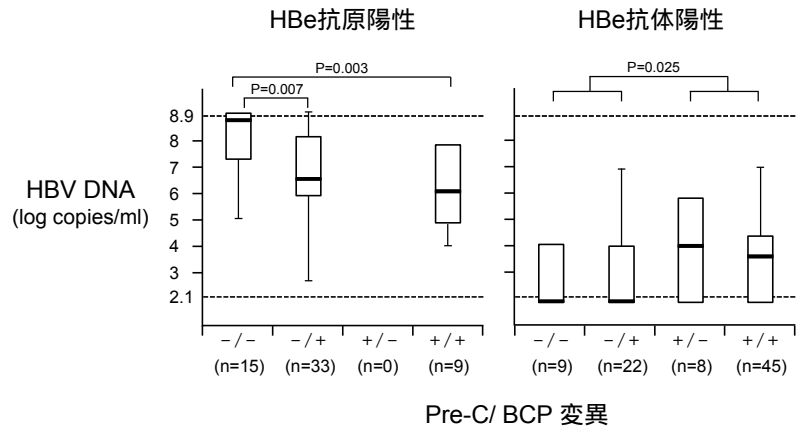 HBe抗原陽性
HBe抗体陽性
P=0.003
P=0.007
P=0.025
HBV DNA
(log copies/ml)
8.9
8
7
6
5
4
3
2.1
−/− −/+ +/− +/+
(n=15) (n=33) (n=0) (n=9)
−/− −/+ +/− +/+
(n=9) (n=22) (n=8) (n=45)
Pre-C/ BCP 変異